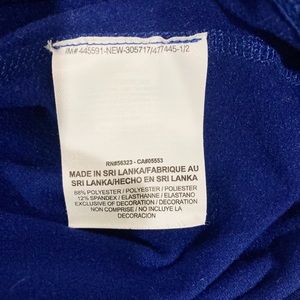 IM# 445591-NEW-305717/477445-1/2
RN#56323 - CA#05553
MADE IN SRI LANKA/FABRIQUE AU
SRI LANKA/HECHO EN SRI LANKA
88% POLYESTER / POLYESTER / POLIESTER
12% SPANDEX / ELASTHANNE / ELASTANO
EXCLUSIVE OF DECORATION / DECORATION
NON COMPRISE / NO INCLUYE LA
DECORACION